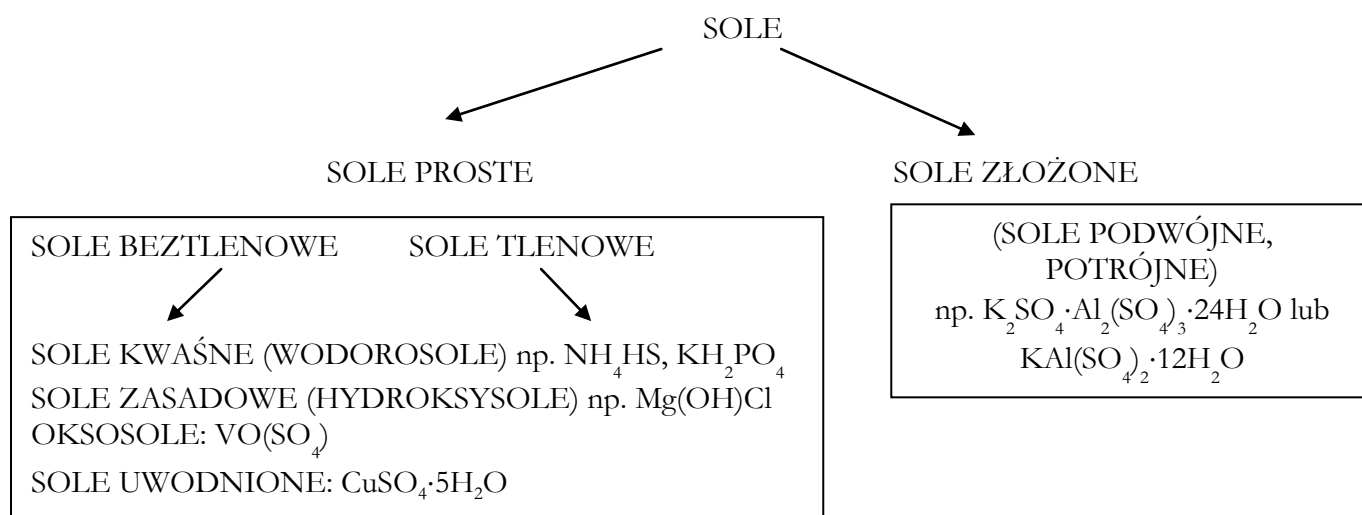 SOLE
SOLE PROSTE
SOLE ZŁOŻONE
SOLE BEZTLENOWE SOLE TLENOWE
SOLE KWAŚNE (WODOROSOLE) np. NH₄HS, KH₂PO₄
SOLE ZASADOWE (HYDROKSYSOLE) np. Mg(OH)Cl
OKSOSOLE: VO(SO₄)
SOLE UWODNIONE: CuSO₄·5H₂O
(SOLE PODWÓJNE,
POTRÓJNE)
np. K₂SO₄·Al₂(SO₄)₃·24H₂O lub
KAl(SO₄)₂·12H₂O